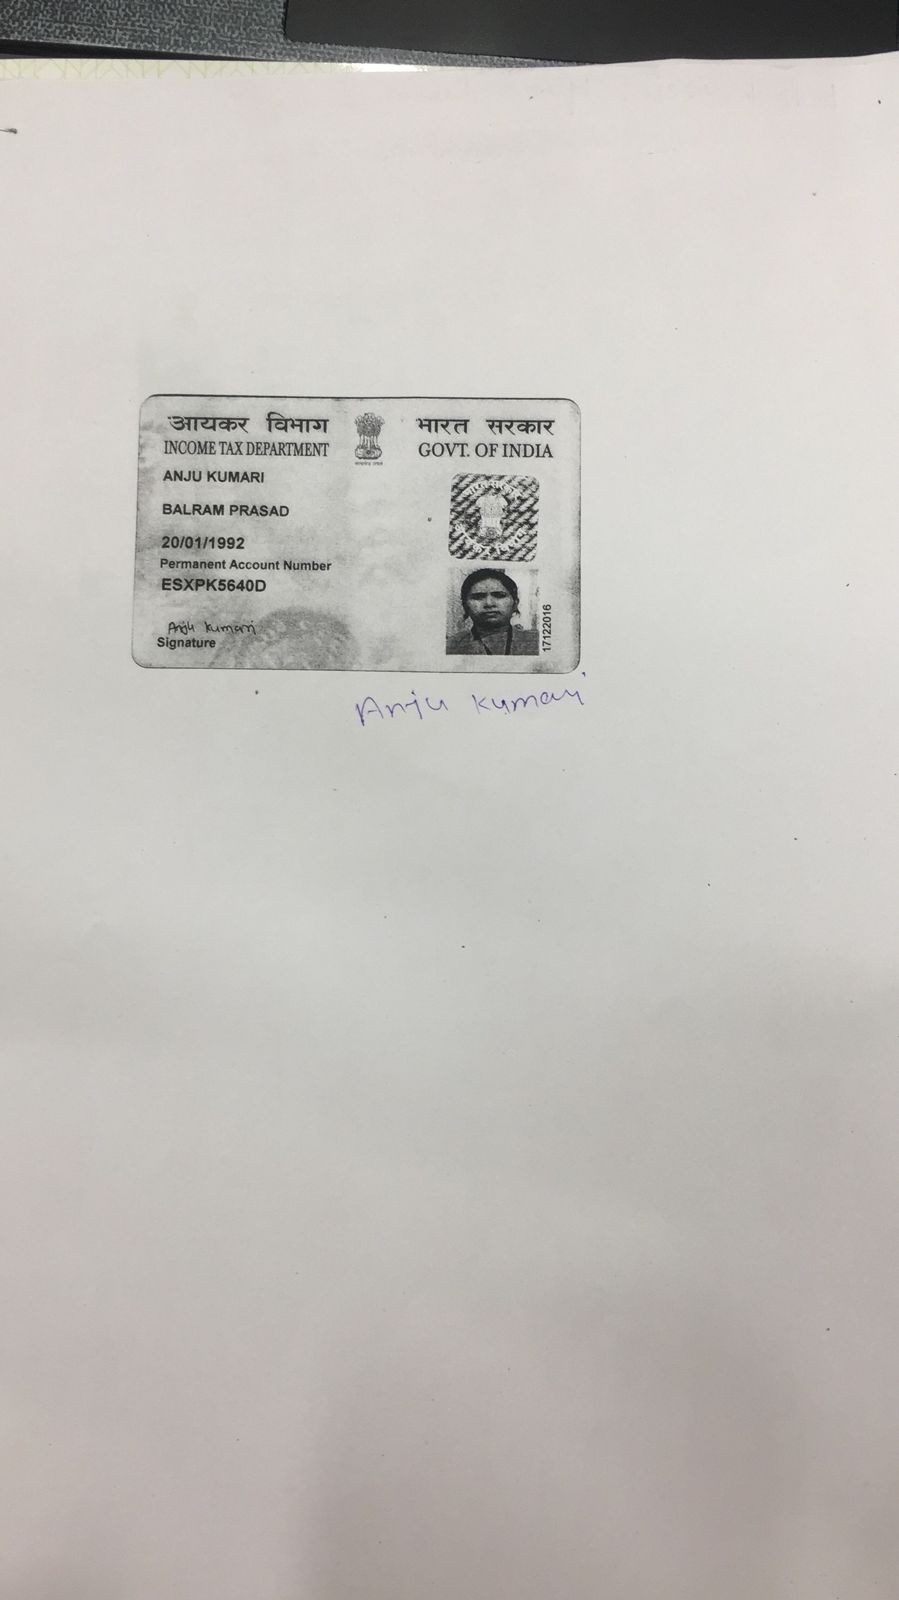 आयकर विभाग
INCOME TAX DEPARTMENT
भारत सरकार
GOVT. OF INDIA
ANJU KUMARI
BALRAM PRASAD
20/01/1992
Permanent Account Number
ESXPK5640D
Anju Kumari
Signature
17122016
Anju Kumari